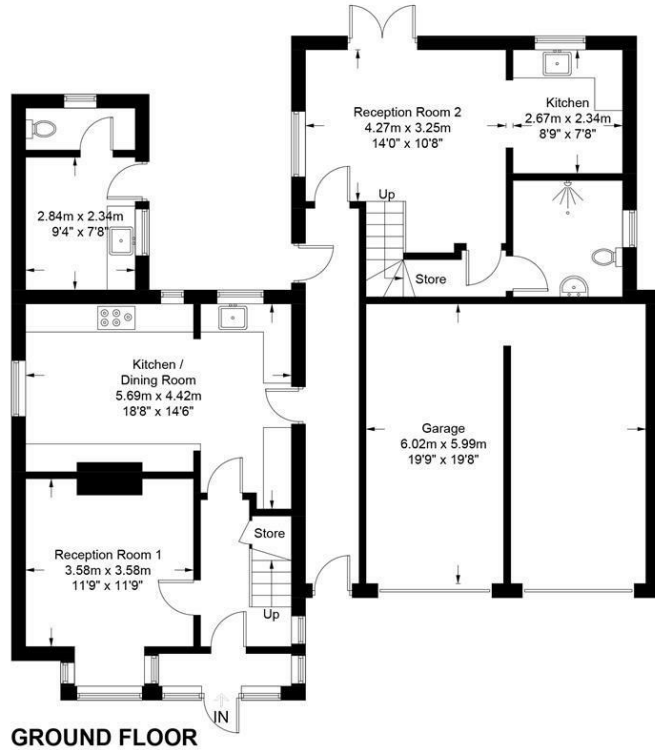 Reception Room 2
4.27m x 3.25m
14'0" x 10'8"
Kitchen
2.67m x 2.34m
8'9" x 7'8"
Up
2.84m x 2.34m
9'4" x 7'8"
Store
Kitchen /
Dining Room
5.69m x 4.42m
18'8" x 14'6"
Garage
6.02m x 5.99m
19'9" x 19'8"
Store
Reception Room 1
3.58m x 3.58m
11'9" x 11'9"
Up
IN
GROUND FLOOR